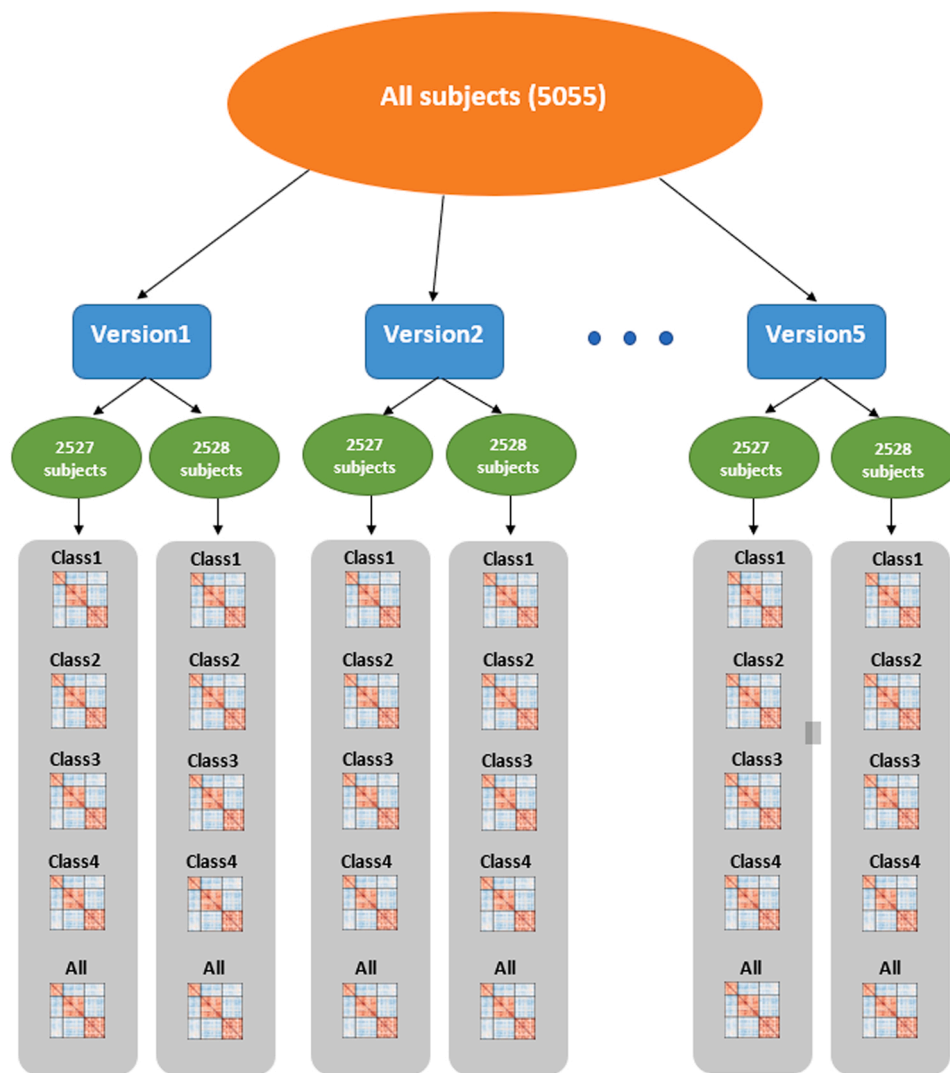 All subjects (5055)
Version1
Version2
Version5
2527
subjects
2528
subjects
2527
subjects
2528
subjects
2527
subjects
2528
subjects
Class1
Class1
Class1
Class1
Class1
Class1
Class2
Class2
Class2
Class2
Class2
Class2
Class3
Class3
Class3
Class3
Class3
Class3
Class4
Class4
Class4
Class4
Class4
Class4
All
All
All
All
All
All